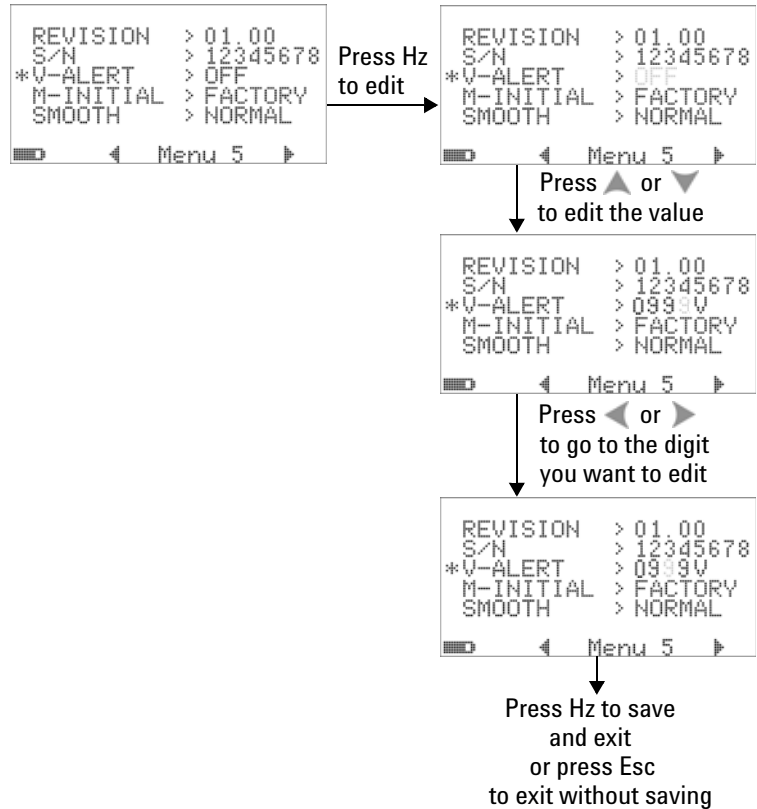 REVISION > 01.00
S/N > 12345678
*V-ALERT > OFF
M-INITIAL > FACTORY
SMOOTH > NORMAL
Menu 5
Press Hz
to edit
REVISION > 01.00
S/N > 12345678
*V-ALERT > OFF
M-INITIAL > FACTORY
SMOOTH > NORMAL
Menu 5
Press ▲ or ▼
to edit the value
REVISION > 01.00
S/N > 12345678
*V-ALERT > 0999V
M-INITIAL > FACTORY
SMOOTH > NORMAL
Menu 5
Press ◀ or ▶
to go to the digit
you want to edit
REVISION > 01.00
S/N > 12345678
*V-ALERT > 0999V
M-INITIAL > FACTORY
SMOOTH > NORMAL
Menu 5
Press Hz to save
and exit
or press Esc
to exit without saving